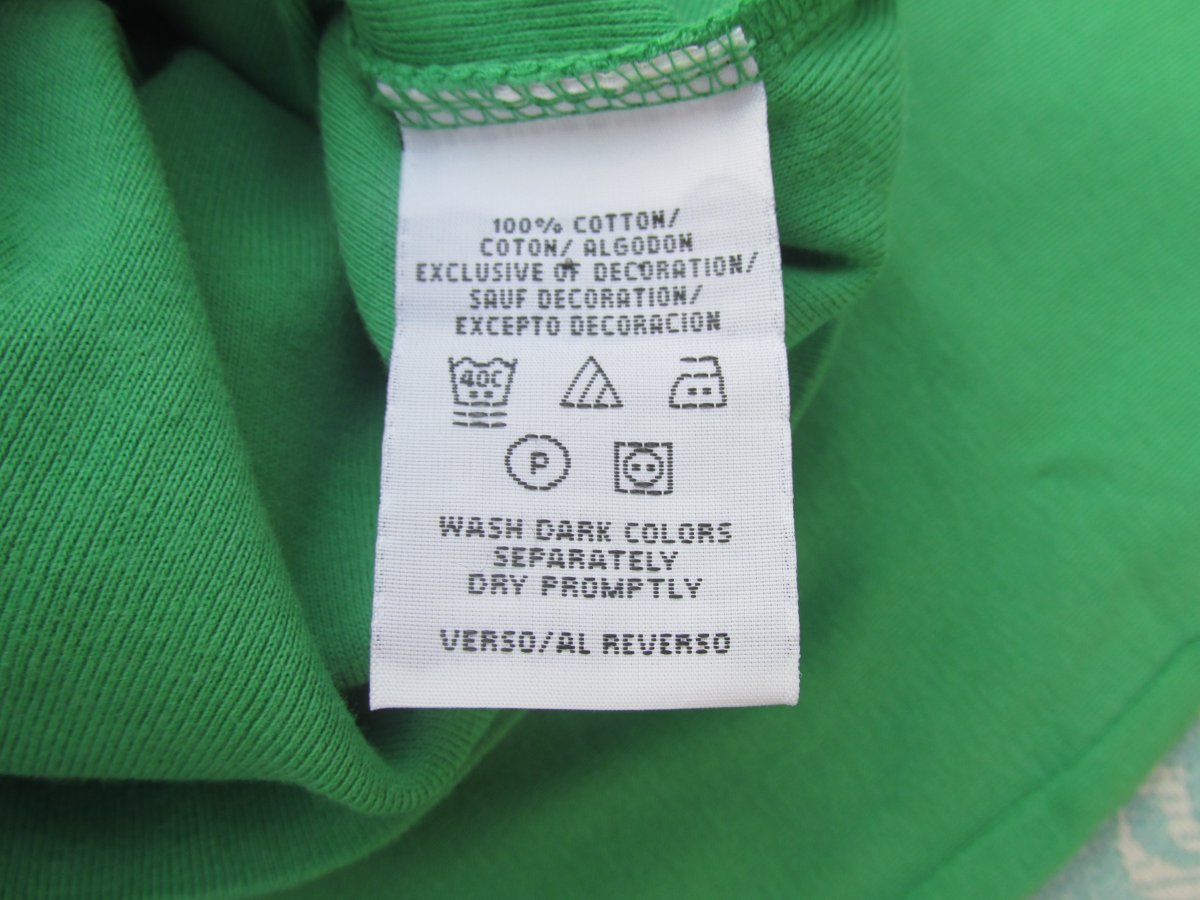 100% COTTON/
COTON/ ALGODON
EXCLUSIVE OF DECORATION/
SAUF DECORATION/
EXCEPTO DECORACION
40C
P
WASH DARK COLORS
SEPARATELY
DRY PROMPTLY
VERSO/AL REVERSO